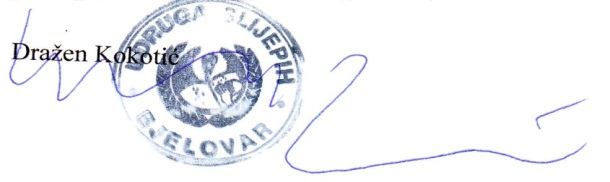 Dražen Kokotić
UDRUGA SLIJEPIH
BJELOVAR